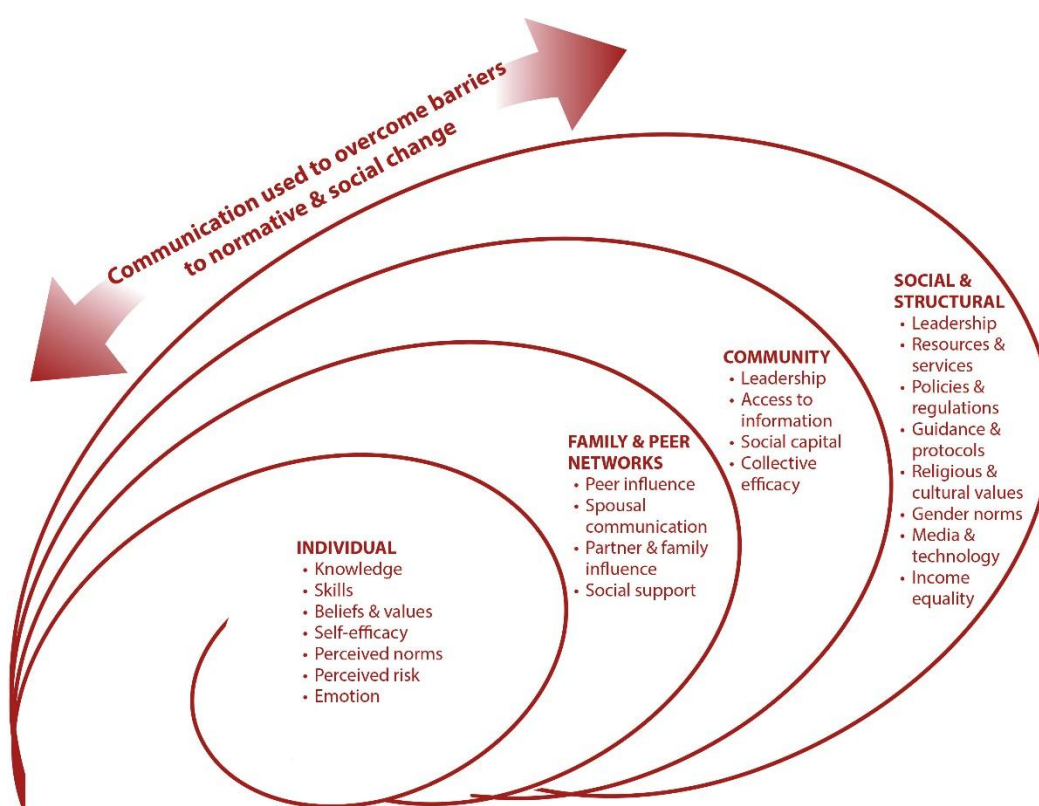 Communication used to overcome barriers
to normative & social change
INDIVIDUAL
• Knowledge
• Skills
• Beliefs & values
• Self-efficacy
• Perceived norms
• Perceived risk
• Emotion
FAMILY & PEER
NETWORKS
• Peer influence
• Spousal
communication
• Partner & family
influence
• Social support
COMMUNITY
• Leadership
• Access to
information
• Social capital
• Collective
efficacy
SOCIAL &
STRUCTURAL
• Leadership
• Resources &
services
• Policies &
regulations
• Guidance &
protocols
• Religious &
cultural values
• Gender norms
• Media &
technology
• Income
equality